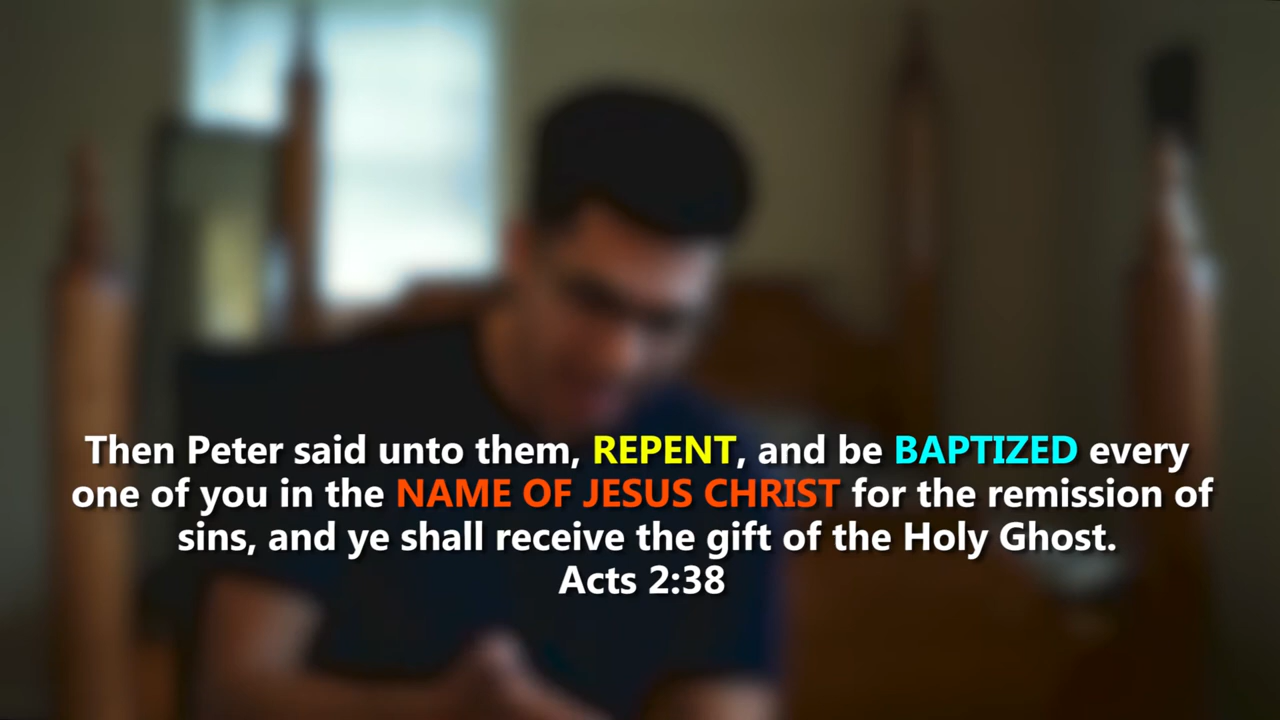 Then Peter said unto them, REPENT, and be BAPTIZED every
one of you in the NAME OF JESUS CHRIST for the remission of
sins, and ye shall receive the gift of the Holy Ghost.
Acts 2:38